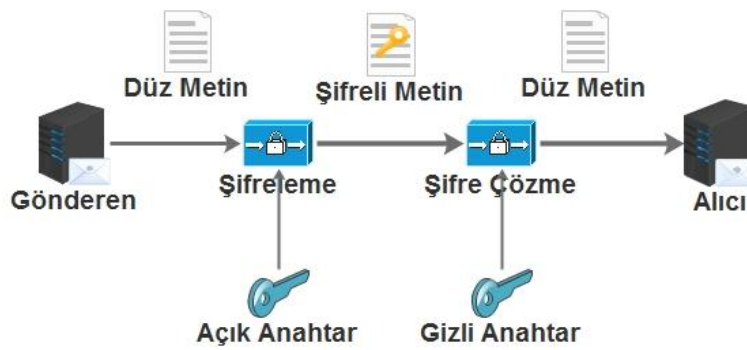 Düz Metin
Şifreli Metin
Düz Metin
Gönderen
Şifreleme
Şifre Çözme
Alıcı
Açık Anahtar
Gizli Anahtar